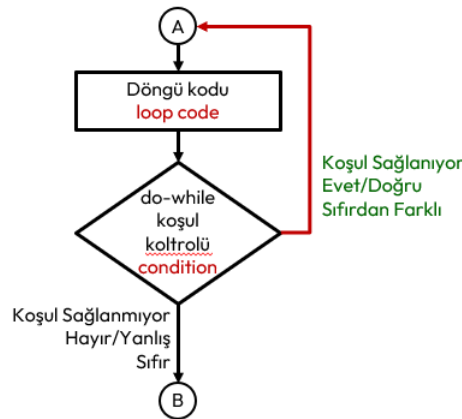 A
Döngü kodu
loop code
do-while
koşul
koltrolü
condition
Koşul Sağlanıyor
Evet/Doğru
Sıfırdan Farklı
Koşul Sağlanmıyor
Hayır/Yanlış
Sıfır
B